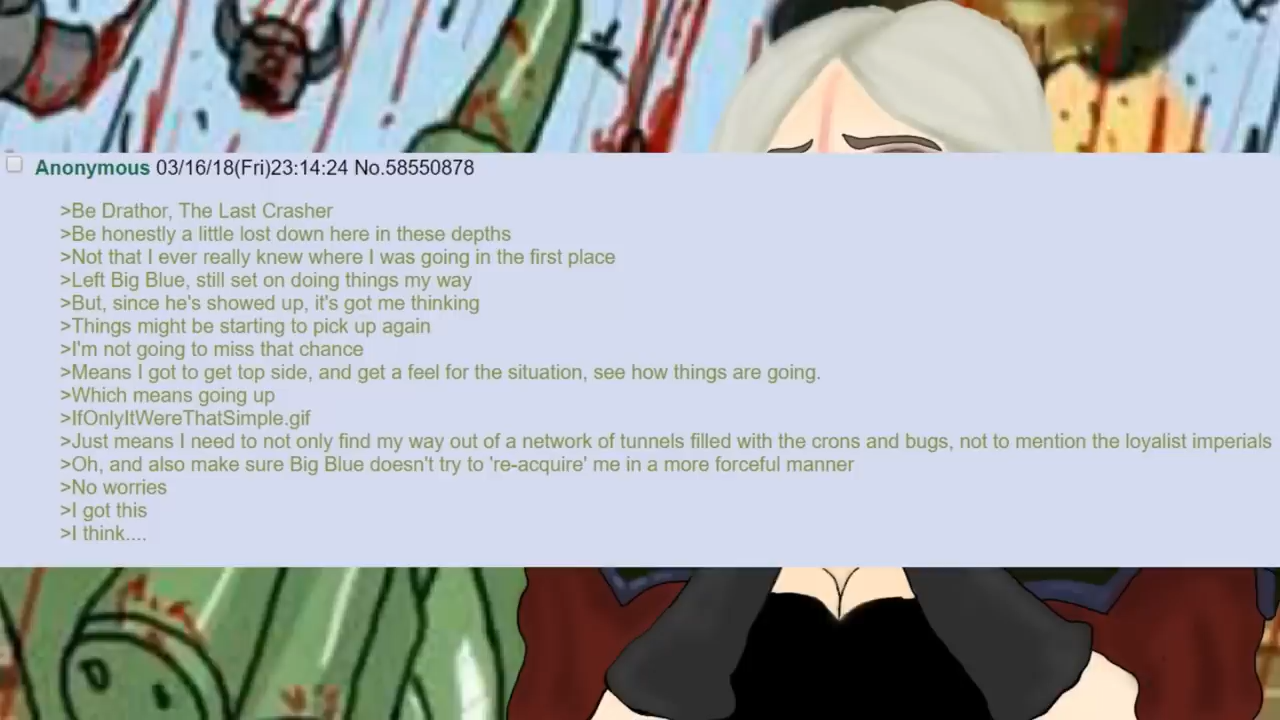 Anonymous 03/16/18(Fri)23:14:24 No.58550878
>Be Drathor, The Last Crasher
>Be honestly a little lost down here in these depths
>Not that I ever really knew where I was going in the first place
>Left Big Blue, still set on doing things my way
>But, since he's showed up, it's got me thinking
>Things might be starting to pick up again
>I'm not going to miss that chance
>Means I got to get top side, and get a feel for the situation, see how things are going.
>Which means going up
>IfOnlyItWereThatSimple.gif
>Just means I need to not only find my way out of a network of tunnels filled with the crons and bugs, not to mention the loyalist imperials
>Oh, and also make sure Big Blue doesn't try to 're-acquire' me in a more forceful manner
>No worries
>I got this
>I think....